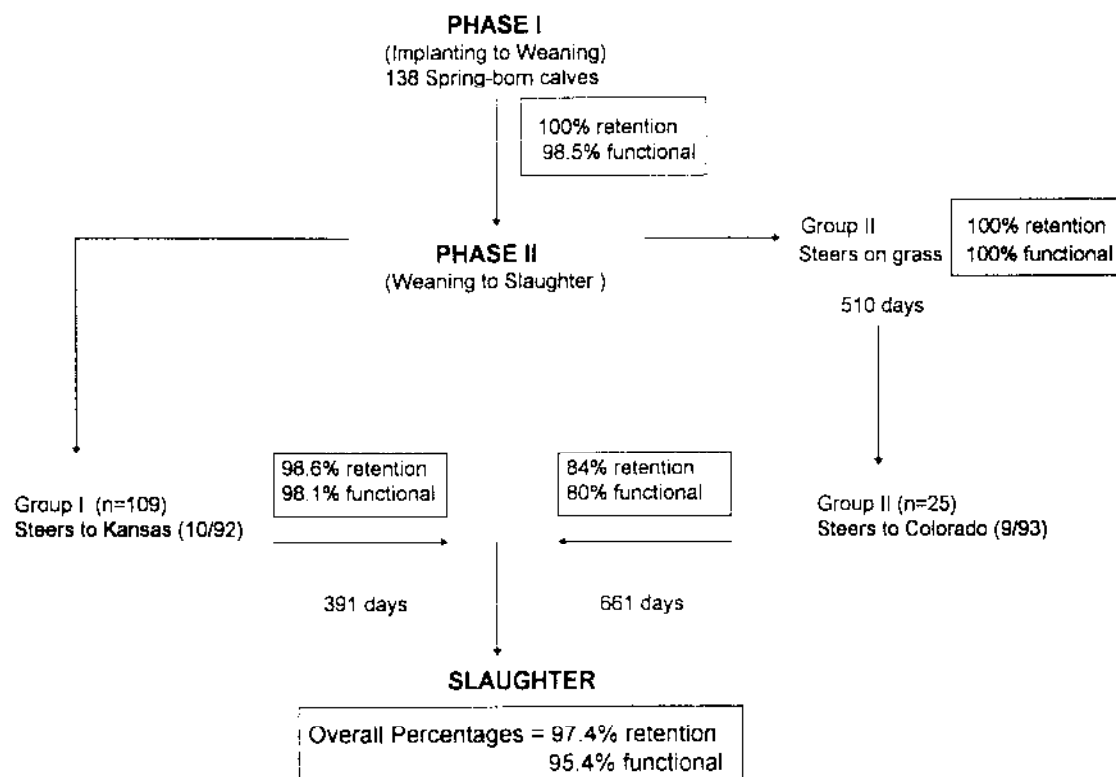 PHASE I
(Implanting to Weaning)
138 Spring-born calves
100% retention
98.5% functional
PHASE II
(Weaning to Slaughter )
Group II
Steers on grass
100% retention
100% functional
510 days
Group I (n=109)
Steers to Kansas (10/92)
98.6% retention
98.1% functional
84% retention
80% functional
Group II (n=25)
Steers to Colorado (9/93)
391 days
661 days
SLAUGHTER
Overall Percentages = 97.4% retention
95.4% functional